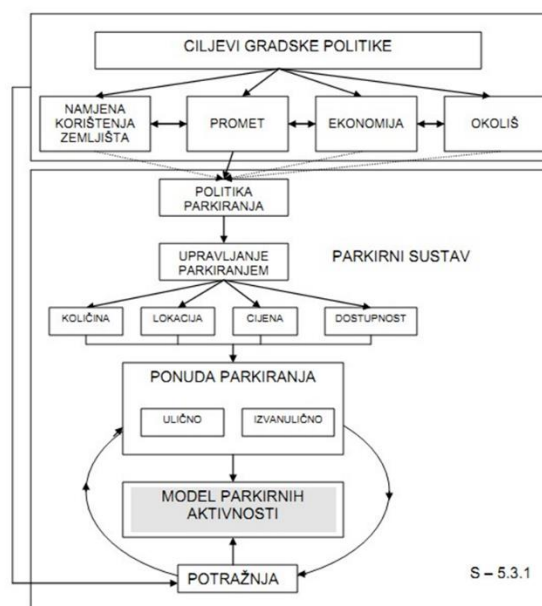 CILJEVI GRADSKE POLITIKE
NAMJENA
KORIŠTENJA
ZEMLJIŠTA
PROMET
EKONOMIJA
OKOLIŠ
POLITIKA
PARKIRANJA
UPRAVLJANJE
PARKIRANJEM
PARKIRNI SUSTAV
KOLIČINA
LOKACIJA
CIJENA
DOSTUPNOST
PONUDA PARKIRANJA
ULIČNO
IZVANULIČNO
MODEL PARKIRNIH
AKTIVNOSTI
POTRAŽNJA
S – 5.3.1